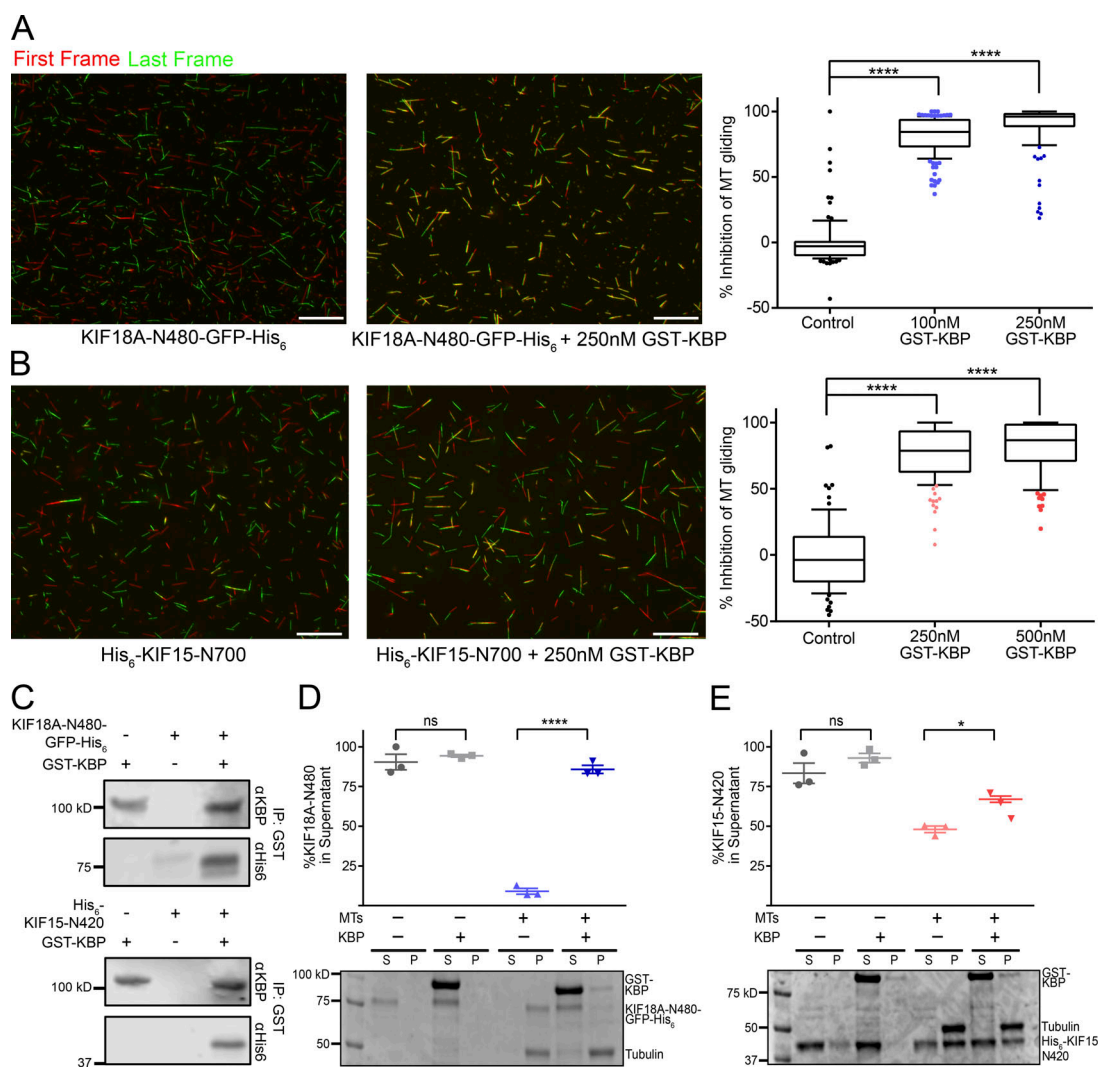 A
First Frame Last Frame
KIF18A-N480-GFP-His6
KIF18A-N480-GFP-His6 + 250nM GST-KBP
% Inhibition of MT gliding
100
50
0
-50
****
****
Control
100nM GST-KBP
250nM GST-KBP
B
His6-KIF15-N700
His6-KIF15-N700 + 250nM GST-KBP
% Inhibition of MT gliding
100
50
0
-50
****
****
Control
250nM GST-KBP
500nM GST-KBP
C
KIF18A-N480-GFP-His6 - + +
GST-KBP + - +
100 kD
αKBP
75
αHis6
IP: GST
His6-KIF15-N420 - + +
GST-KBP + - +
100 kD
αKBP
37
αHis6
IP: GST
D
%KIF18A-N480 in Supernatant
100
75
50
25
ns
****
MTs - - + +
KBP - + - +
S P S P S P S P
100 kD
75
50
GST-KBP
KIF18A-N480-GFP-His6
Tubulin
E
%KIF15-N420 in Supernatant
100
75
50
25
ns
*
MTs - - + +
KBP - + - +
S P S P S P S P
75 kD
50
37
GST-KBP
Tubulin
His6-KIF15 N420